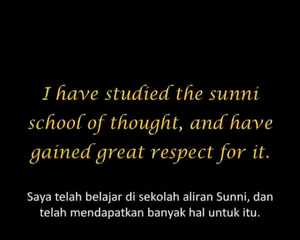 I have studied the sunni
school of thought, and have
gained great respect for it.
Saya telah belajar di sekolah aliran Sunni, dan
telah mendapatkan banyak hal untuk itu.